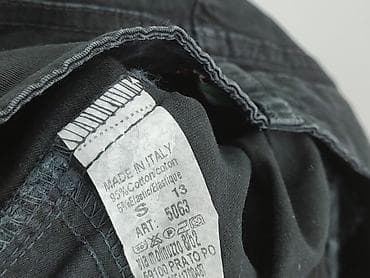 MADE IN ITALY
95%Cotton/coton
5%Elastic/Elastique
S 13
ART. 5063
59100 PRATO PO